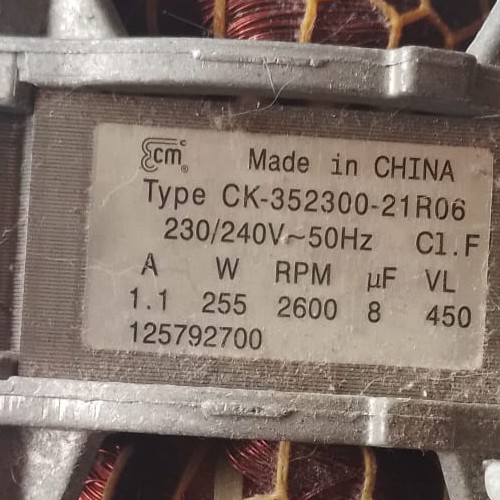 ecm® Made in CHINA
Type CK-352300-21R06
230/240V~50Hz Cl.F
A W RPM µF VL
1.1 255 2600 8 450
125792700